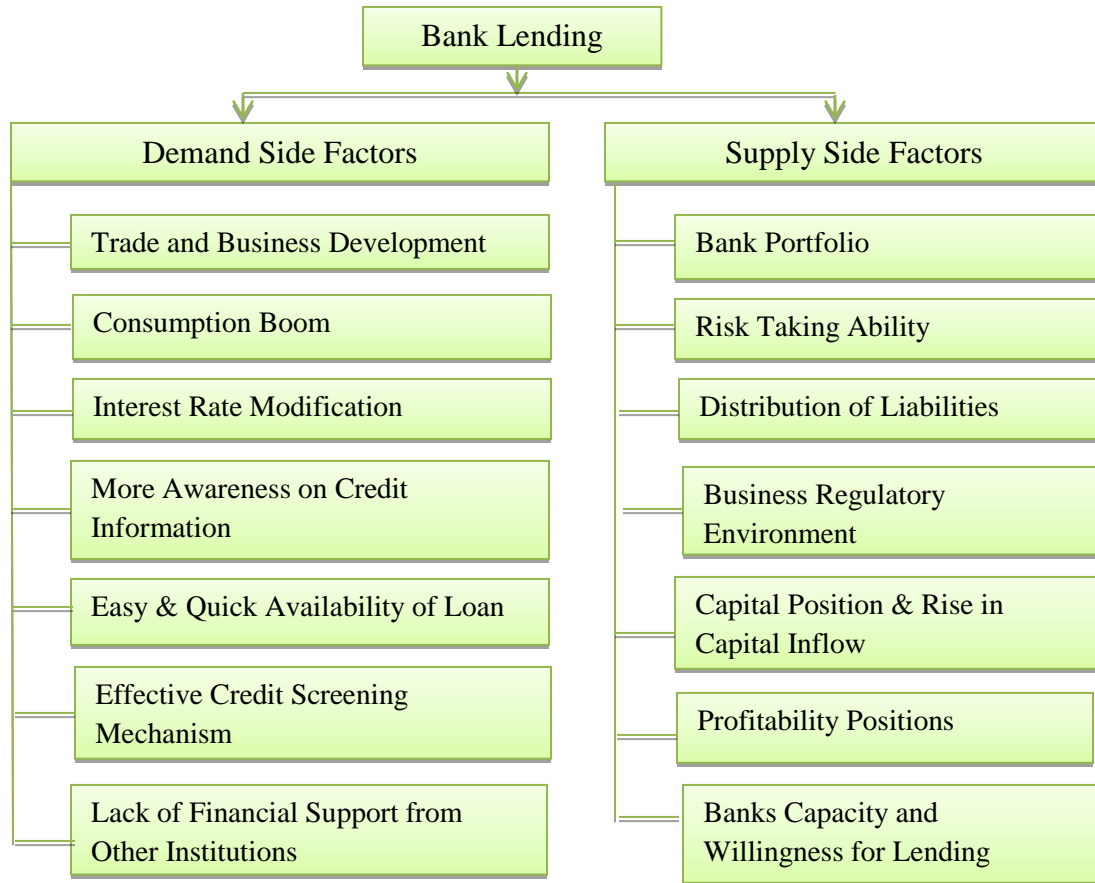 Bank Lending
Demand Side Factors
Trade and Business Development
Consumption Boom
Interest Rate Modification
More Awareness on Credit
Information
Easy & Quick Availability of Loan
Effective Credit Screening
Mechanism
Lack of Financial Support from
Other Institutions
Supply Side Factors
Bank Portfolio
Risk Taking Ability
Distribution of Liabilities
Business Regulatory
Environment
Capital Position & Rise in
Capital Inflow
Profitability Positions
Banks Capacity and
Willingness for Lending